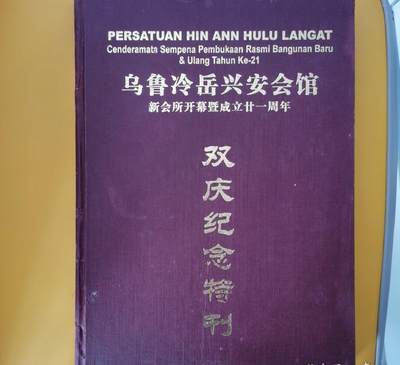 PERSATUAN HIN ANN HULU LANGAT
Cenderamata Sempena Pembukaan Rasmi Bangunan Baru
& Ulang Tahun Ke-21
乌鲁冷岳兴安会馆
新会所开幕暨成立廿一周年
双庆纪念特刊